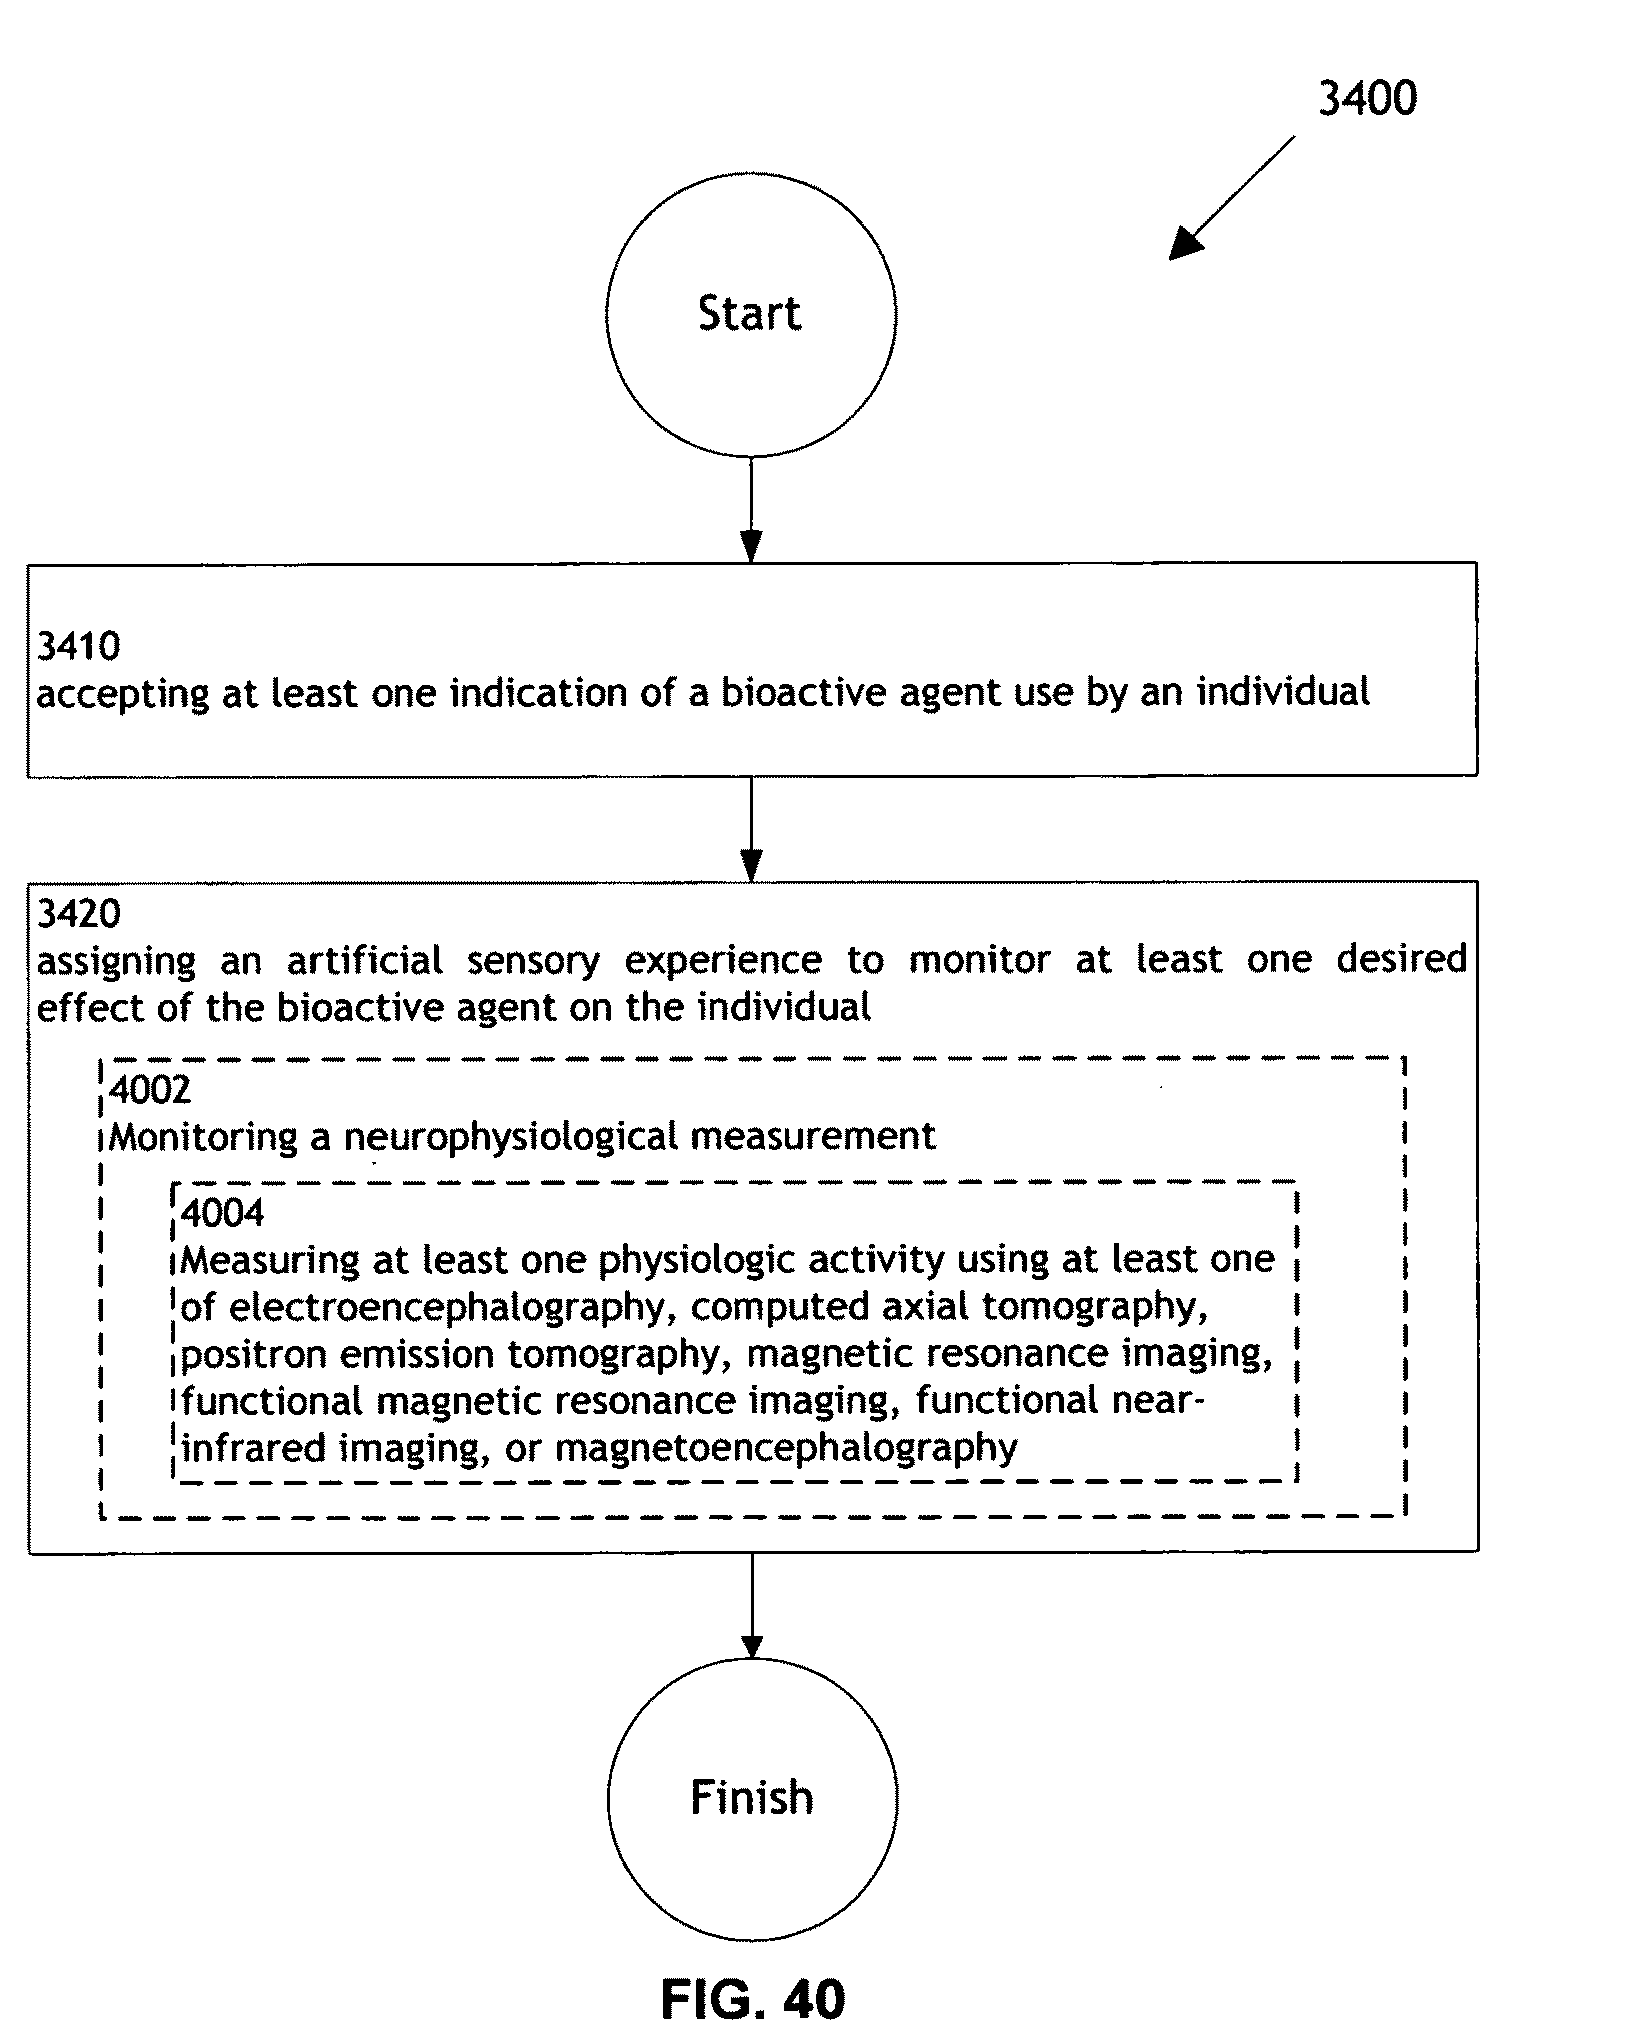 3400
Start
3410
accepting at least one indication of a bioactive agent use by an individual
3420
assigning an artificial sensory experience to monitor at least one desired
effect of the bioactive agent on the individual
4002
Monitoring a neurophysiological measurement
4004
Measuring at least one physiologic activity using at least one
of electroencephalography, computed axial tomography,
positron emission tomography, magnetic resonance imaging,
functional magnetic resonance imaging, functional near-
infrared imaging, or magnetoencephalography
Finish
FIG. 40